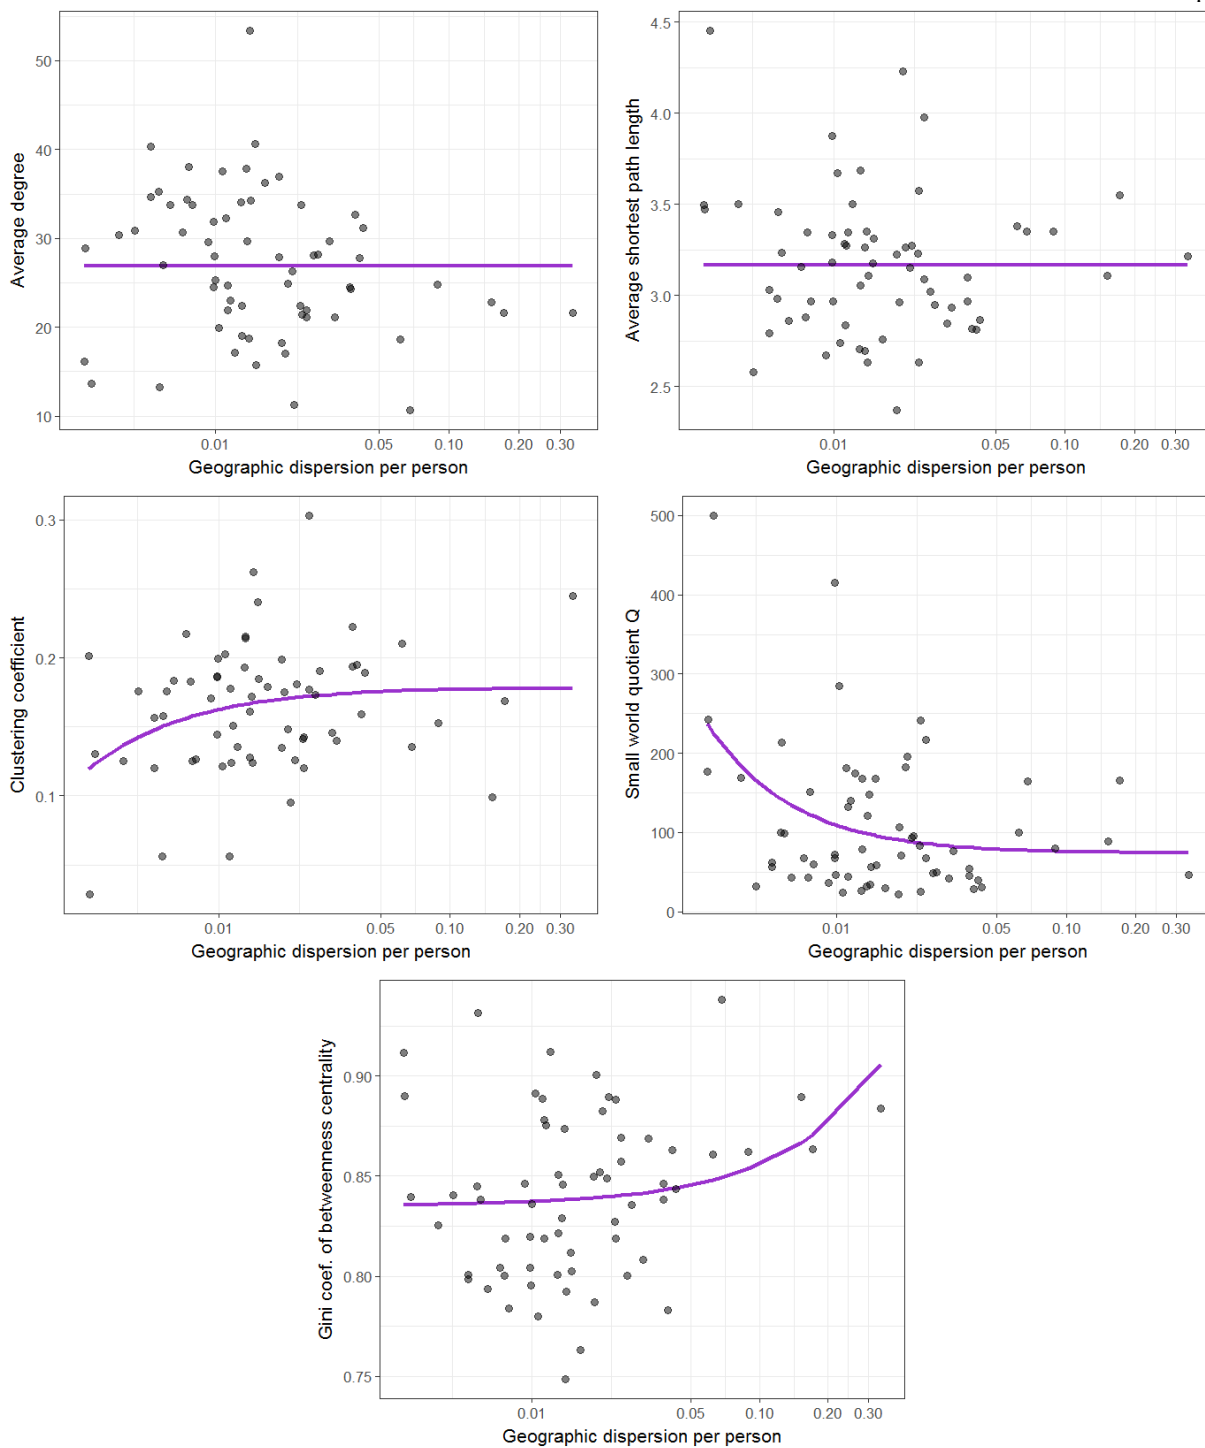 50
40
30
20
10
Average degree
0.01 0.05 0.10 0.20 0.30
Geographic dispersion per person
4.5
4.0
3.5
3.0
2.5
Average shortest path length
0.01 0.05 0.10 0.20 0.30
Geographic dispersion per person
0.3
0.2
0.1
Clustering coefficient
0.01 0.05 0.10 0.20 0.30
Geographic dispersion per person
500
400
300
200
100
0
Small world quotient Q
0.01 0.05 0.10 0.20 0.30
Geographic dispersion per person
0.90
0.85
0.80
0.75
Gini coef. of betweenness centrality
0.01 0.05 0.10 0.20 0.30
Geographic dispersion per person